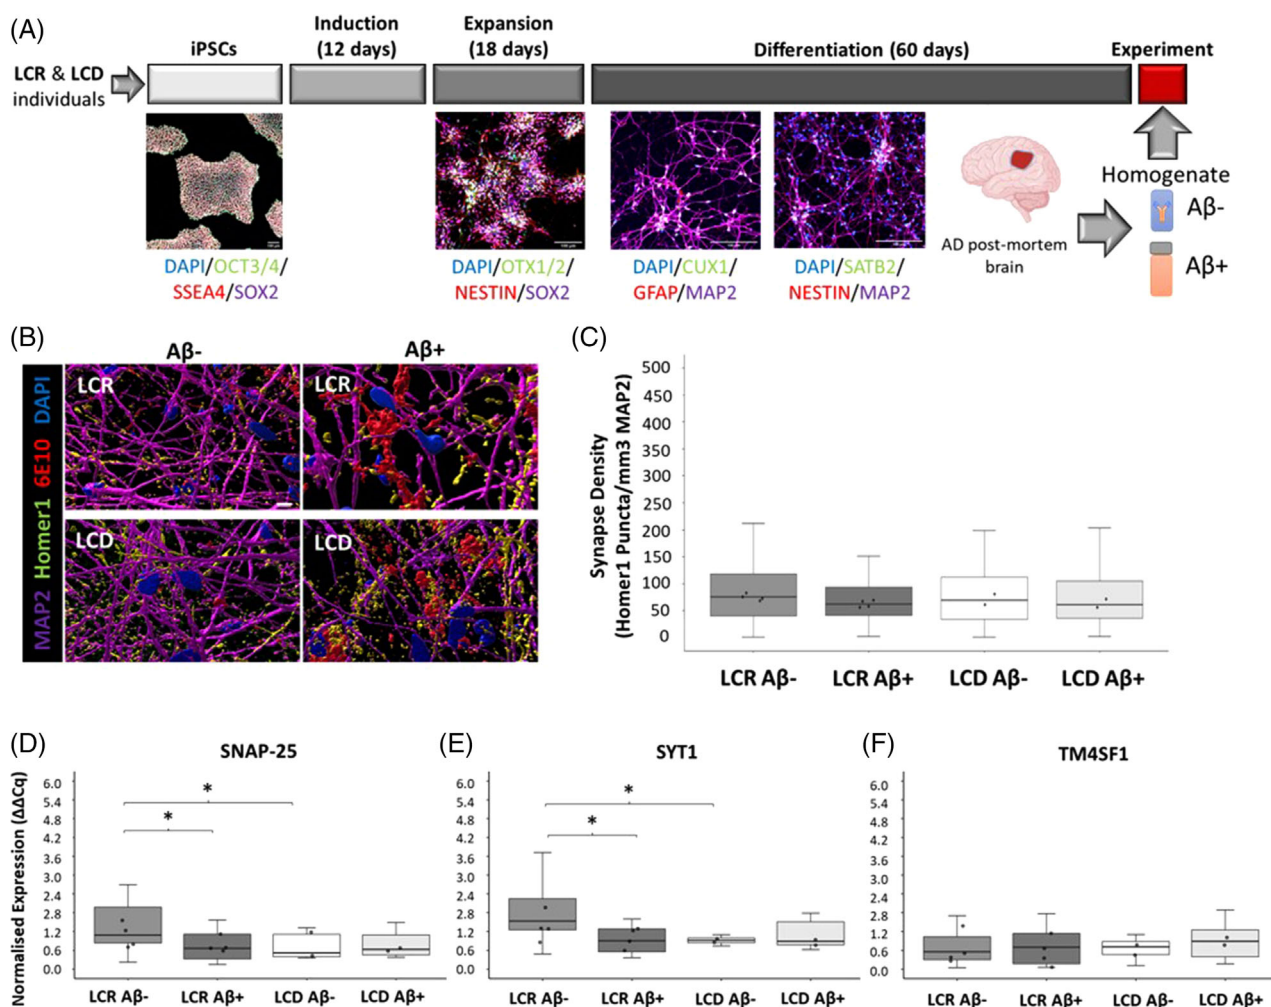 (A)
iPSCs
Induction
(12 days)
Expansion
(18 days)
Differentiation (60 days)
Experiment
LCR & LCD
individuals
DAPI/OCT3/4/
SSEA4/SOX2
DAPI/OTX1/2/
NESTIN/SOX2
DAPI/CUX1/
GFAP/MAP2
DAPI/SATB2/
NESTIN/MAP2
AD post-mortem
brain
Homogenate
Aβ-
Aβ+
(B)
Aβ-
Aβ+
MAP2 Homer1 6E10 DAPI
LCR
LCR
LCD
LCD
(C)
Synapse Density
(Homer1 Puncta/mm3 MAP2)
500
450
400
350
300
250
200
150
100
50
0
LCR Aβ-
LCR Aβ+
LCD Aβ-
LCD Aβ+
(D)
SNAP-25
Normalised Expression (ΔΔCq)
6.0
5.4
4.8
4.2
3.6
3.0
2.4
1.8
1.2
0.6
0.0
*
*
LCR Aβ-
LCR Aβ+
LCD Aβ-
LCD Aβ+
(E)
SYT1
6.0
5.4
4.8
4.2
3.6
3.0
2.4
1.8
1.2
0.6
0.0
*
*
LCR Aβ-
LCR Aβ+
LCD Aβ-
LCD Aβ+
(F)
TM4SF1
6.0
5.4
4.8
4.2
3.6
3.0
2.4
1.8
1.2
0.6
0.0
LCR Aβ-
LCR Aβ+
LCD Aβ-
LCD Aβ+